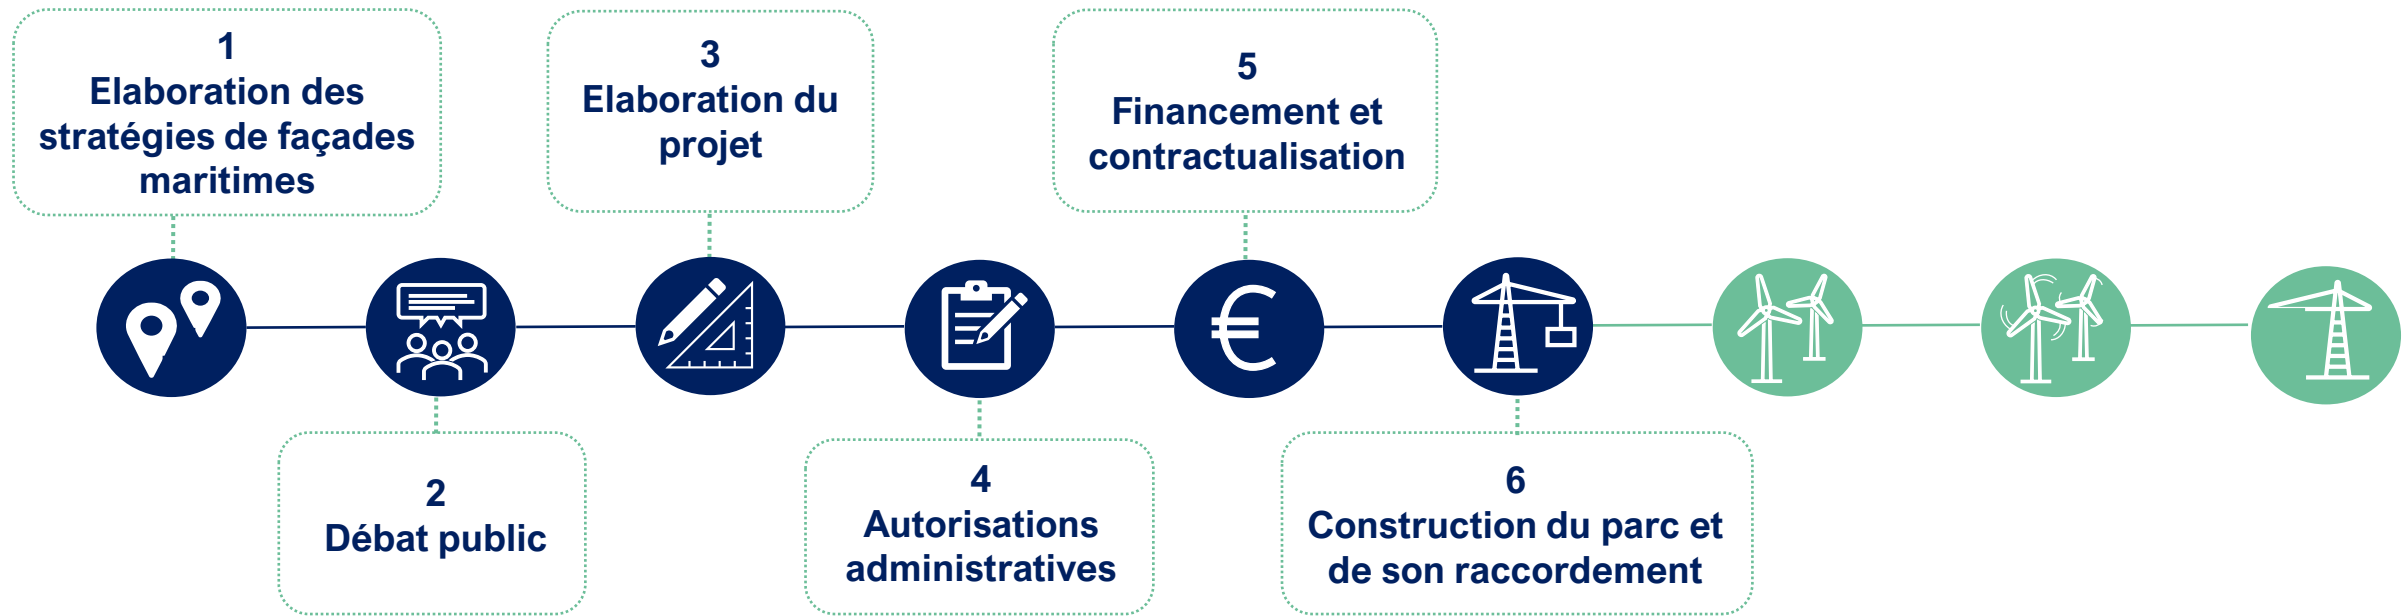 1
Elaboration des
stratégies de façades
maritimes
2
Débat public
3
Elaboration du
projet
4
Autorisations
administratives
5
Financement et
contractualisation
6
Construction du parc et
de son raccordement